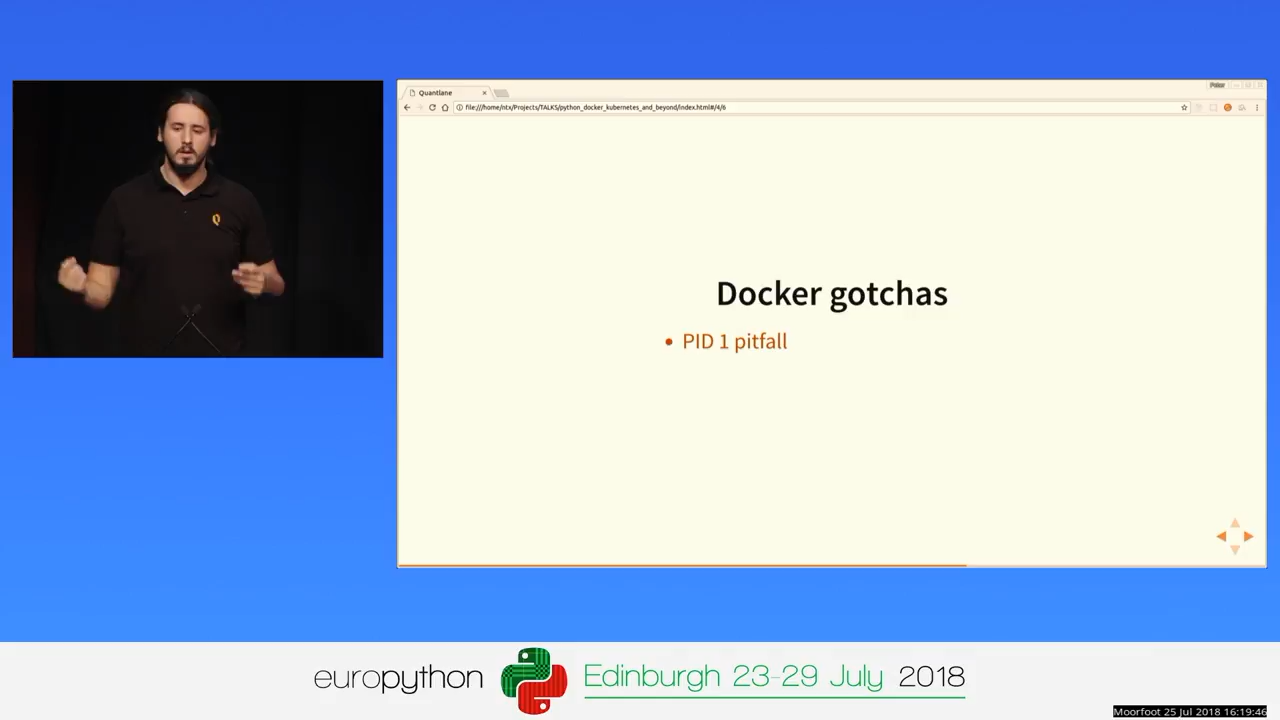 Quantlane
Peter
file:///home/ntx/Projects/TALKS/python_docker_kubernetes_and_beyond/index.html#/4/6
Docker gotchas
• PID 1 pitfall
europython
Edinburgh 23-29 July 2018
Moorfoot 25 Jul 2018 16:19:46